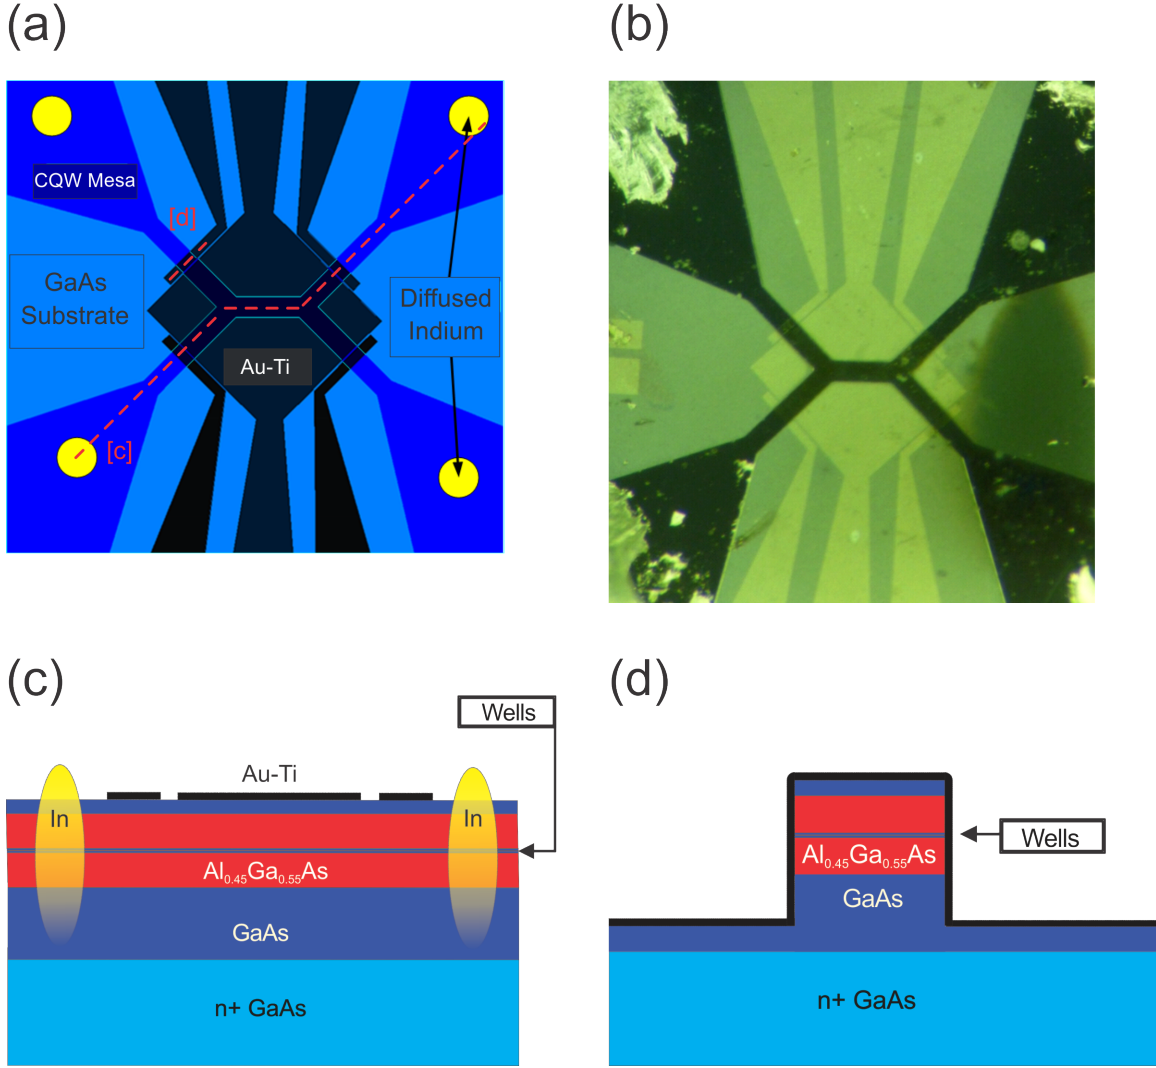 (a)
(b)
CQW Mesa
[d]
GaAs
Substrate
Diffused
Indium
Au-Ti
[c]
(c)
(d)
Wells
Au-Ti
In
In
Al0.45Ga0.55As
GaAs
n+ GaAs
Wells
Al0.45Ga0.55As
GaAs
n+ GaAs